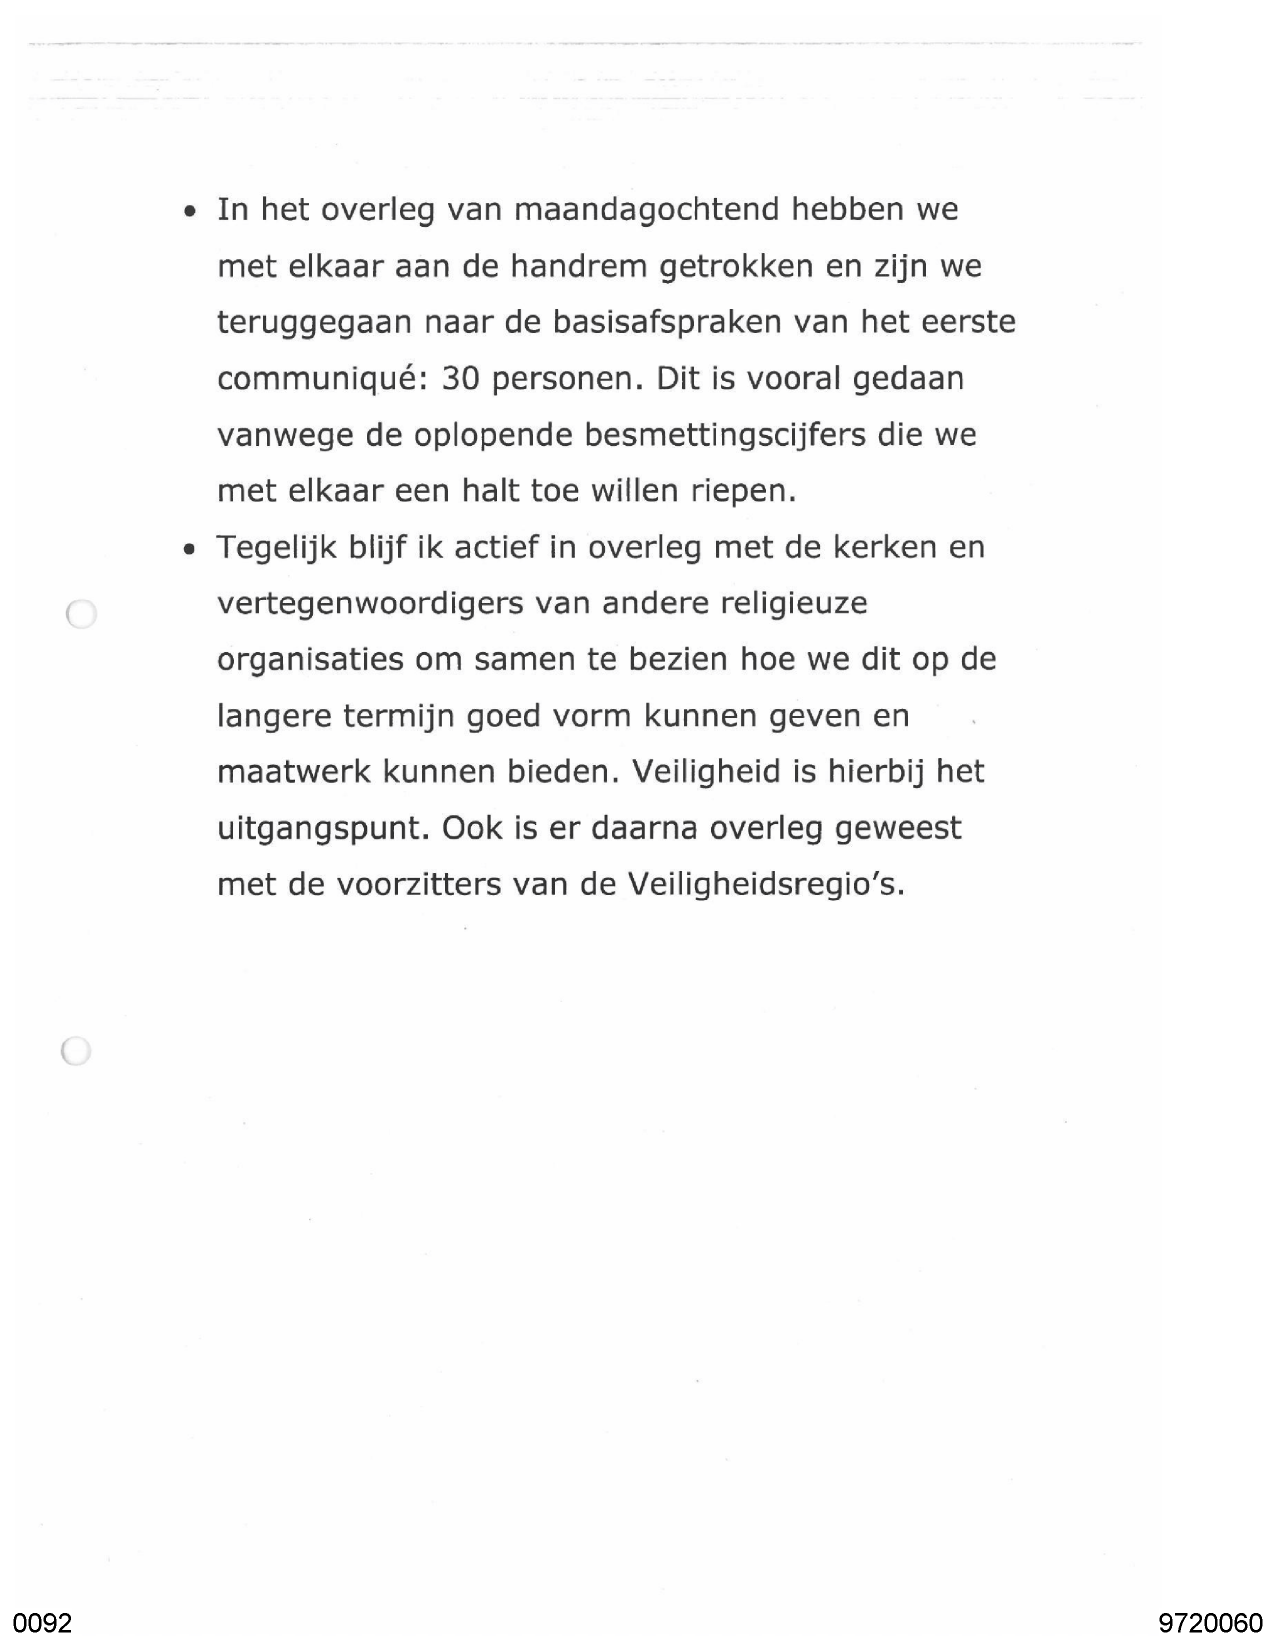 • In het overleg van maandagochtend hebben we
met elkaar aan de handrem getrokken en zijn we
teruggegaan naar de basisafspraken van het eerste
communiqué: 30 personen. Dit is vooral gedaan
vanwege de oplopende besmettingscijfers die we
met elkaar een halt toe willen riepen.
• Tegelijk blijf ik actief in overleg met de kerken en
vertegenwoordigers van andere religieuze
organisaties om samen te bezien hoe we dit op de
langere termijn goed vorm kunnen geven en
maatwerk kunnen bieden. Veiligheid is hierbij het
uitgangspunt. Ook is er daarna overleg geweest
met de voorzitters van de Veiligheidsregio's.
0092
9720060